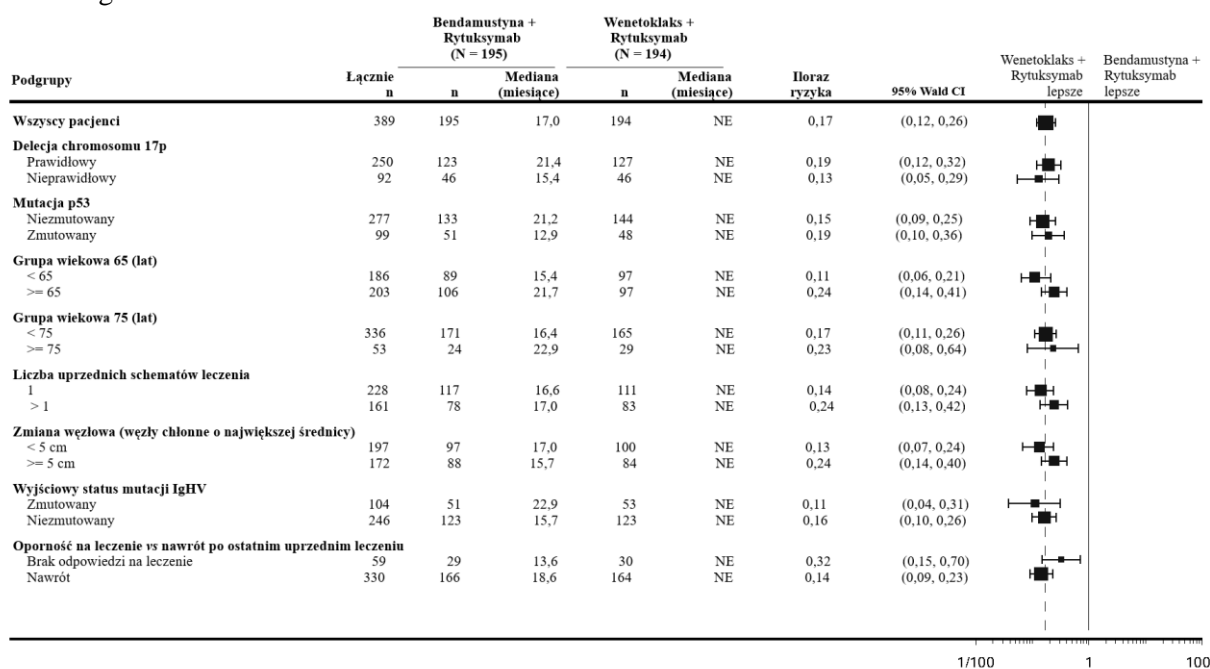 Bendamustyna + Wenetoklaks +
Rytuksymab Rytuksymab
(N = 195) (N = 194)
Wenetoklaks + Bendamustyna +
Podgrupy Łącznie Mediana Mediana Iloraz Rytuksymab Rytuksymab
n n (miesiące) n (miesiące) ryzyka 95% Wald CI lepsze lepsze
Wszyscy pacjenci 389 195 17,0 194 NE 0,17 (0,12, 0,26)
Delecja chromosomu 17p
Prawidłowy 250 123 21,4 127 NE 0,19 (0,12, 0,32)
Nieprawidłowy 92 46 15,4 46 NE 0,13 (0,05, 0,29)
Mutacja p53
Niezmutowany 277 133 21,2 144 NE 0,15 (0,09, 0,25)
Zmutowany 99 51 12,9 48 NE 0,19 (0,10, 0,36)
Grupa wiekowa 65 (lat)
< 65 186 89 15,4 97 NE 0,11 (0,06, 0,21)
>= 65 203 106 21,7 97 NE 0,24 (0,14, 0,41)
Grupa wiekowa 75 (lat)
< 75 336 171 16,4 165 NE 0,17 (0,11, 0,26)
>= 75 53 24 22,9 29 NE 0,23 (0,08, 0,64)
Liczba uprzednich schematów leczenia
1 228 117 16,6 111 NE 0,14 (0,08, 0,24)
> 1 161 78 17,0 83 NE 0,24 (0,13, 0,42)
Zmiana węzłowa (węzły chłonne o największej średnicy)
< 5 cm 197 97 17,0 100 NE 0,13 (0,07, 0,24)
>= 5 cm 172 88 15,7 84 NE 0,24 (0,14, 0,40)
Wyjściowy status mutacji IgHV
Zmutowany 104 51 22,9 53 NE 0,11 (0,04, 0,31)
Niezmutowany 246 123 15,7 123 NE 0,16 (0,10, 0,26)
Oporność na leczenie vs nawrót po ostatnim uprzednim leczeniu
Brak odpowiedzi na leczenie 59 29 13,6 30 NE 0,32 (0,15, 0,70)
Nawrót 330 166 18,6 164 NE 0,14 (0,09, 0,23)
1/100 1 100